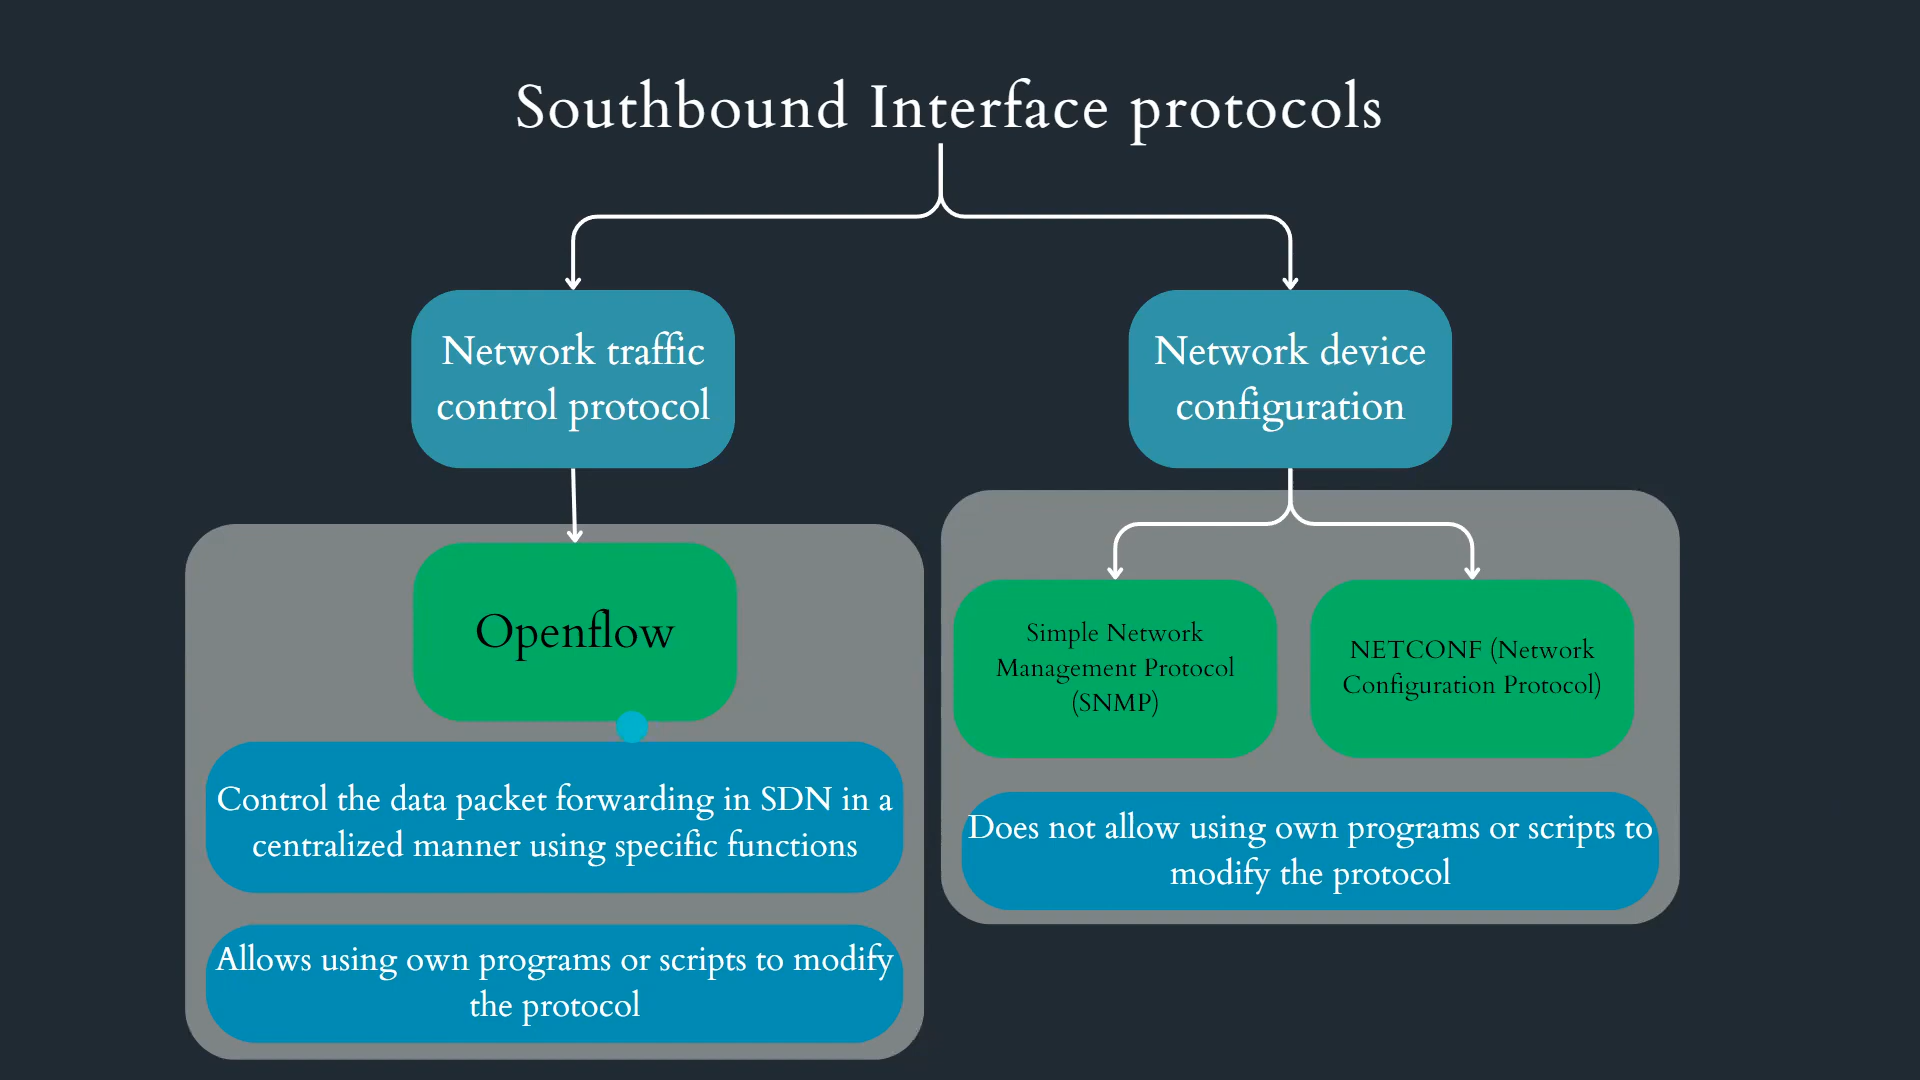 Southbound Interface protocols
Network traffic
control protocol
Network device
configuration
Openflow
Simple Network
Management Protocol
(SNMP)
NETCONF (Network
Configuration Protocol)
Control the data packet forwarding in SDN in a
centralized manner using specific functions
Does not allow using own programs or scripts to
modify the protocol
Allows using own programs or scripts to modify
the protocol